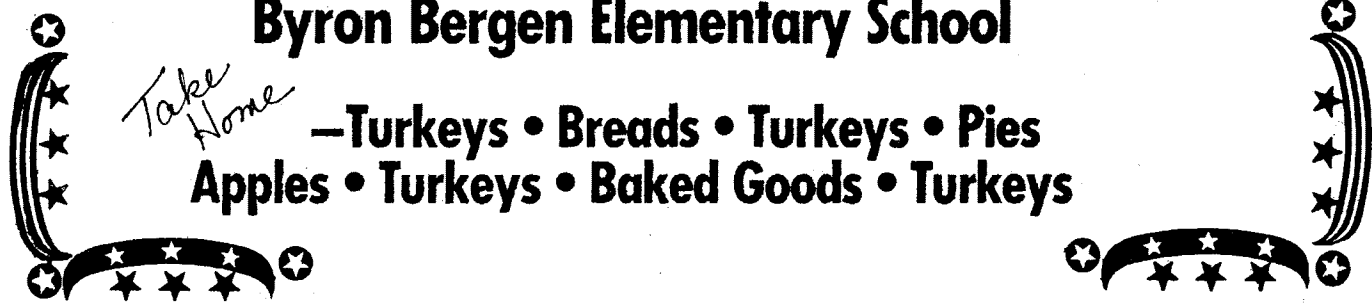 Byron Bergen Elementary School
Take
Home
–Turkeys • Breads • Turkeys • Pies
Apples • Turkeys • Baked Goods • Turkeys